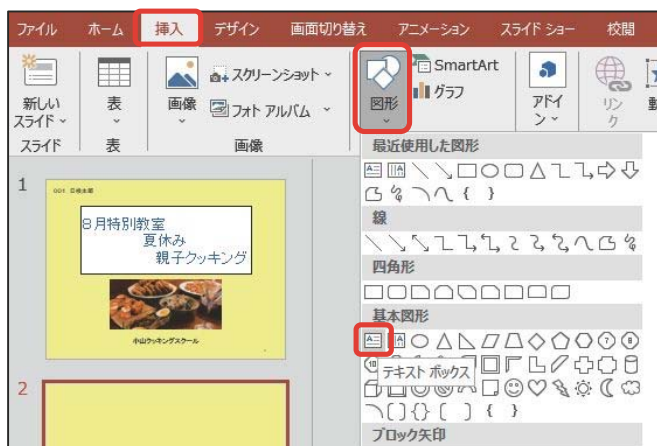 ファイル ホーム 挿入 デザイン 画面切り替え アニメーション スライド ショー 校閲
新しい
スライド
表
画像
スクリーンショット
フォト アルバム
図形
SmartArt
グラフ
アドイ
ン
リン
ク
スライド 表 画像
最近使用した図形
線
四角形
基本図形
テキスト ボックス
ブロック矢印
1
8月特別教室
夏休み
親子クッキング
小山クッキングスクール
2